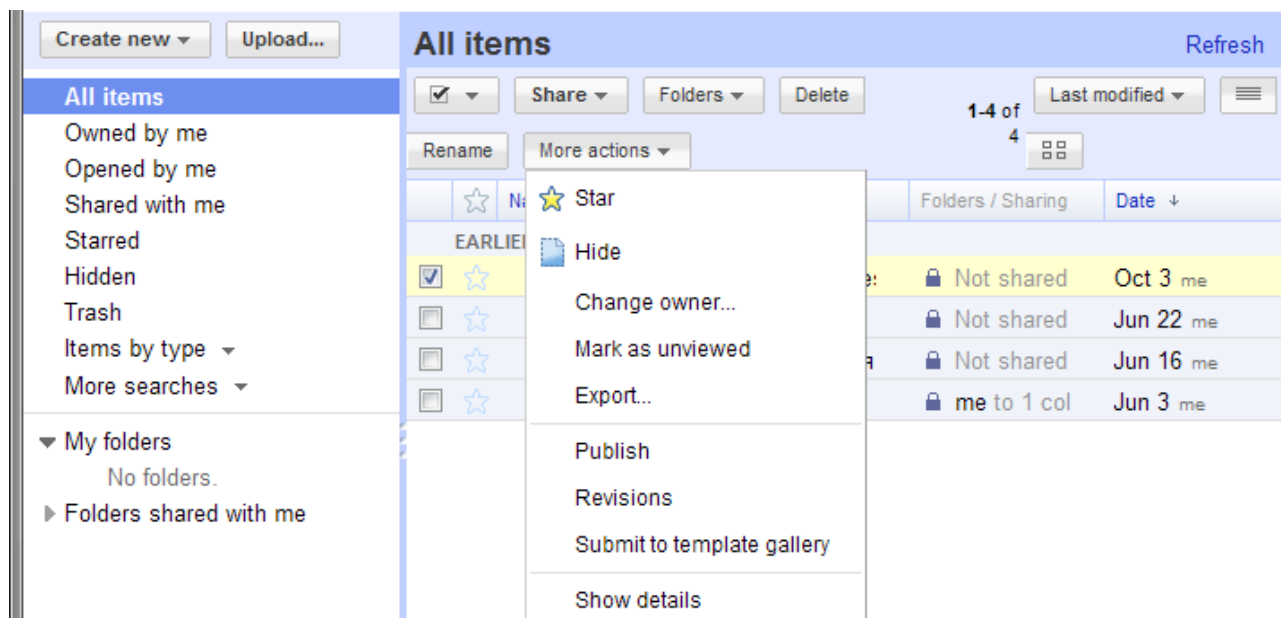 Create new
Upload...
All items
Owned by me
Opened by me
Shared with me
Starred
Hidden
Trash
Items by type
More searches
My folders
No folders.
Folders shared with me
All items
Refresh
Share
Folders
Delete
1-4 of
4
Last modified
Rename
More actions
Folders / Sharing
Date
Star
Hide
Change owner...
Mark as unviewed
Export...
Publish
Revisions
Submit to template gallery
Show details
Not shared Oct 3 me
Not shared Jun 22 me
Not shared Jun 16 me
me to 1 col Jun 3 me